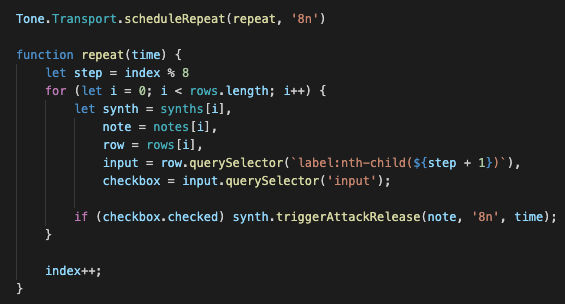 Tone.Transport.scheduleRepeat(repeat, '8n')

function repeat(time) {
    let step = index % 8
    for (let i = 0; i < rows.length; i++) {
        let synth = synths[i],
            note = notes[i],
            row = rows[i],
            input = row.querySelector(`label:nth-child(${step + 1})`),
            checkbox = input.querySelector('input');

        if (checkbox.checked) synth.triggerAttackRelease(note, '8n', time);
    }

    index++;
}